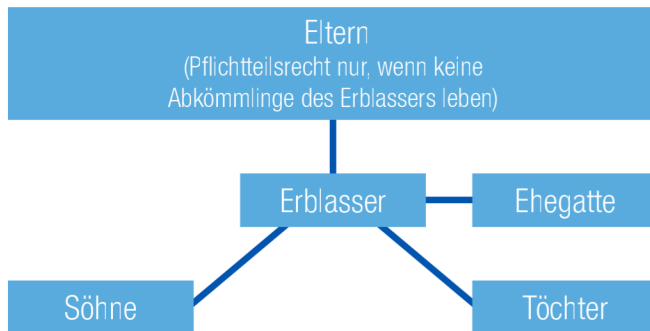 Eltern
(Pflichtteilsrecht nur, wenn keine
Abkömmlinge des Erblassers leben)
Erblasser
Ehegatte
Söhne
Töchter